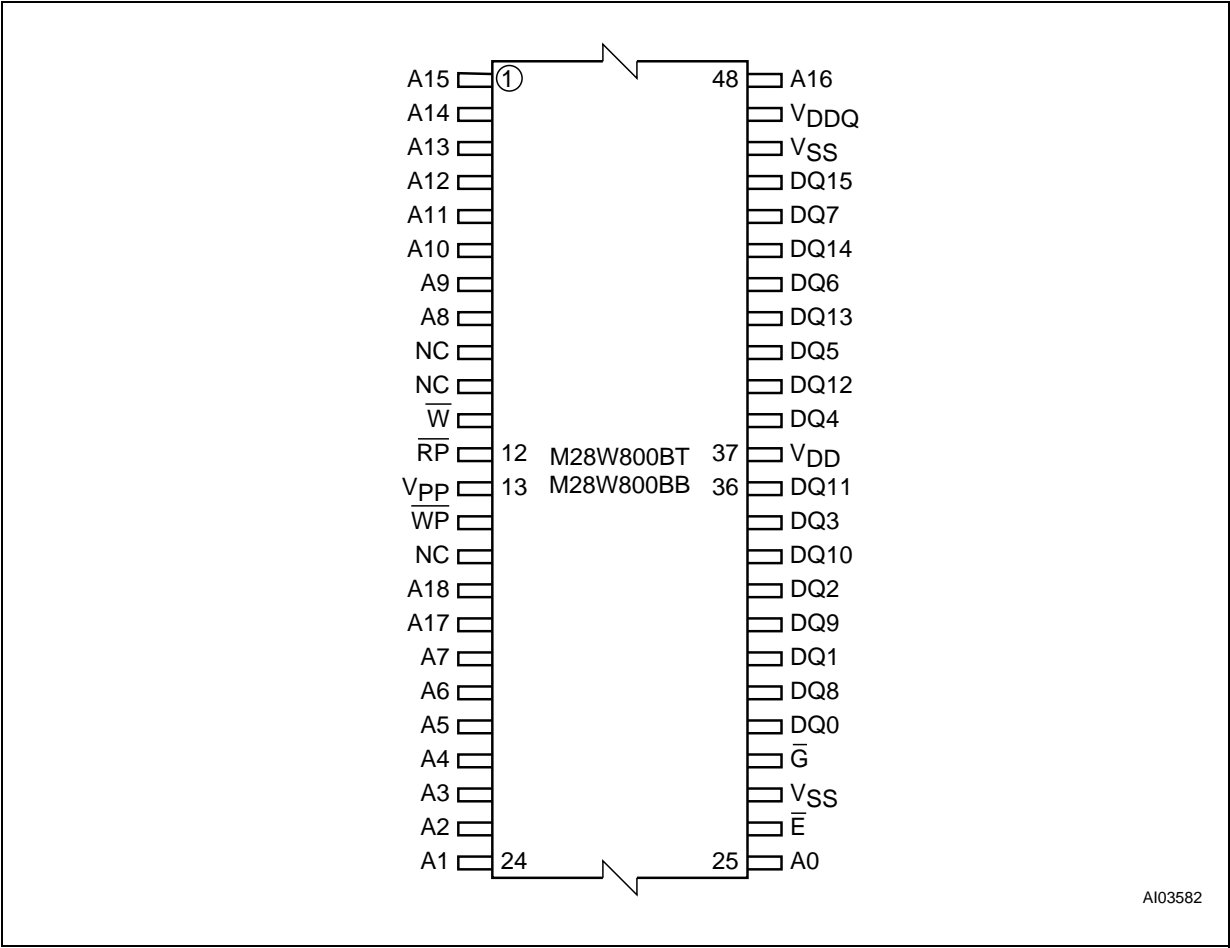 A15 ① 48 A16
A14 VDDQ
A13 VSS
A12 DQ15
A11 DQ7
A10 DQ14
A9 DQ6
A8 DQ13
NC DQ5
NC DQ12
W̅ DQ4
R̅P̅ 12 M28W800BT 37 VDD
VPP 13 M28W800BB 36 DQ11
W̅P̅ DQ3
NC DQ10
A18 DQ2
A17 DQ9
A7 DQ1
A6 DQ8
A5 DQ0
A4 G̅
A3 VSS
A2 E̅
A1 24 25 A0
AI03582